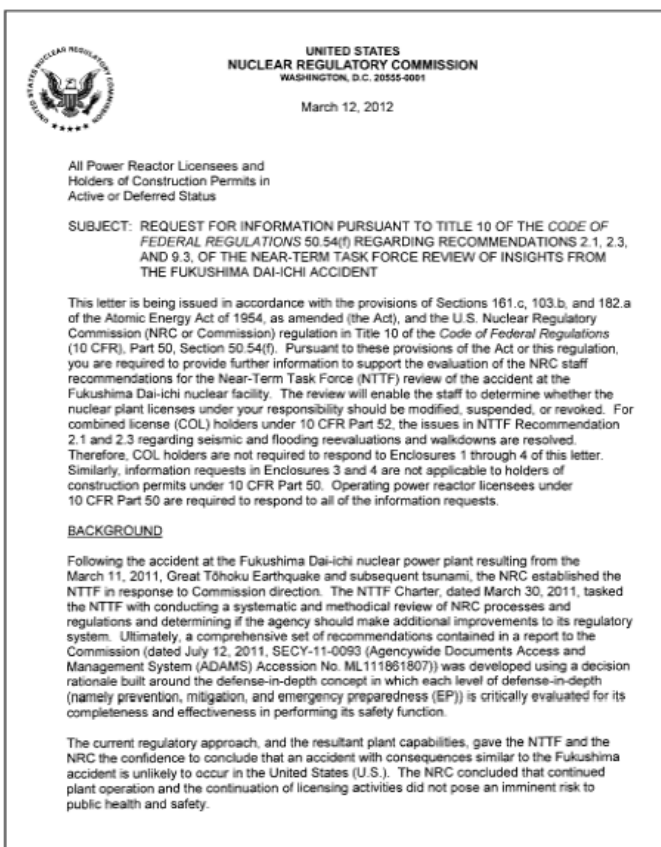 UNITED STATES
NUCLEAR REGULATORY COMMISSION
WASHINGTON, D.C. 20555-0001
March 12, 2012
UNITED STATES NUCLEAR REGULATORY COMMISSION
All Power Reactor Licensees and
Holders of Construction Permits in
Active or Deferred Status
SUBJECT: REQUEST FOR INFORMATION PURSUANT TO TITLE 10 OF THE CODE OF
FEDERAL REGULATIONS 50.54(f) REGARDING RECOMMENDATIONS 2.1, 2.3,
AND 9.3, OF THE NEAR-TERM TASK FORCE REVIEW OF INSIGHTS FROM
THE FUKUSHIMA DAI-ICHI ACCIDENT
This letter is being issued in accordance with the provisions of Sections 161.c, 103.b, and 182.a
of the Atomic Energy Act of 1954, as amended (the Act), and the U.S. Nuclear Regulatory
Commission (NRC or Commission) regulation in Title 10 of the Code of Federal Regulations
(10 CFR), Part 50, Section 50.54(f). Pursuant to these provisions of the Act or this regulation,
you are required to provide further information to support the evaluation of the NRC staff
recommendations for the Near-Term Task Force (NTTF) review of the accident at the
Fukushima Dai-ichi nuclear facility. The review will enable the staff to determine whether the
nuclear plant licenses under your responsibility should be modified, suspended, or revoked. For
combined license (COL) holders under 10 CFR Part 52, the issues in NTTF Recommendation
2.1 and 2.3 regarding seismic and flooding reevaluations and walkdowns are resolved.
Therefore, COL holders are not required to respond to Enclosures 1 through 4 of this letter.
Similarly, information requests in Enclosures 3 and 4 are not applicable to holders of
construction permits under 10 CFR Part 50. Operating power reactor licensees under
10 CFR Part 50 are required to respond to all of the information requests.
BACKGROUND
Following the accident at the Fukushima Dai-ichi nuclear power plant resulting from the
March 11, 2011, Great Tōhoku Earthquake and subsequent tsunami, the NRC established the
NTTF in response to Commission direction. The NTTF Charter, dated March 30, 2011, tasked
the NTTF with conducting a systematic and methodical review of NRC processes and
regulations and determining if the agency should make additional improvements to its regulatory
system. Ultimately, a comprehensive set of recommendations contained in a report to the
Commission (dated July 12, 2011, SECY-11-0093 (Agencywide Documents Access and
Management System (ADAMS) Accession No. ML111861807)) was developed using a decision
rationale built around the defense-in-depth concept in which each level of defense-in-depth
(namely prevention, mitigation, and emergency preparedness (EP)) is critically evaluated for its
completeness and effectiveness in performing its safety function.
The current regulatory approach, and the resultant plant capabilities, gave the NTTF and the
NRC the confidence to conclude that an accident with consequences similar to the Fukushima
accident is unlikely to occur in the United States (U.S.). The NRC concluded that continued
plant operation and the continuation of licensing activities did not pose an imminent risk to
public health and safety.